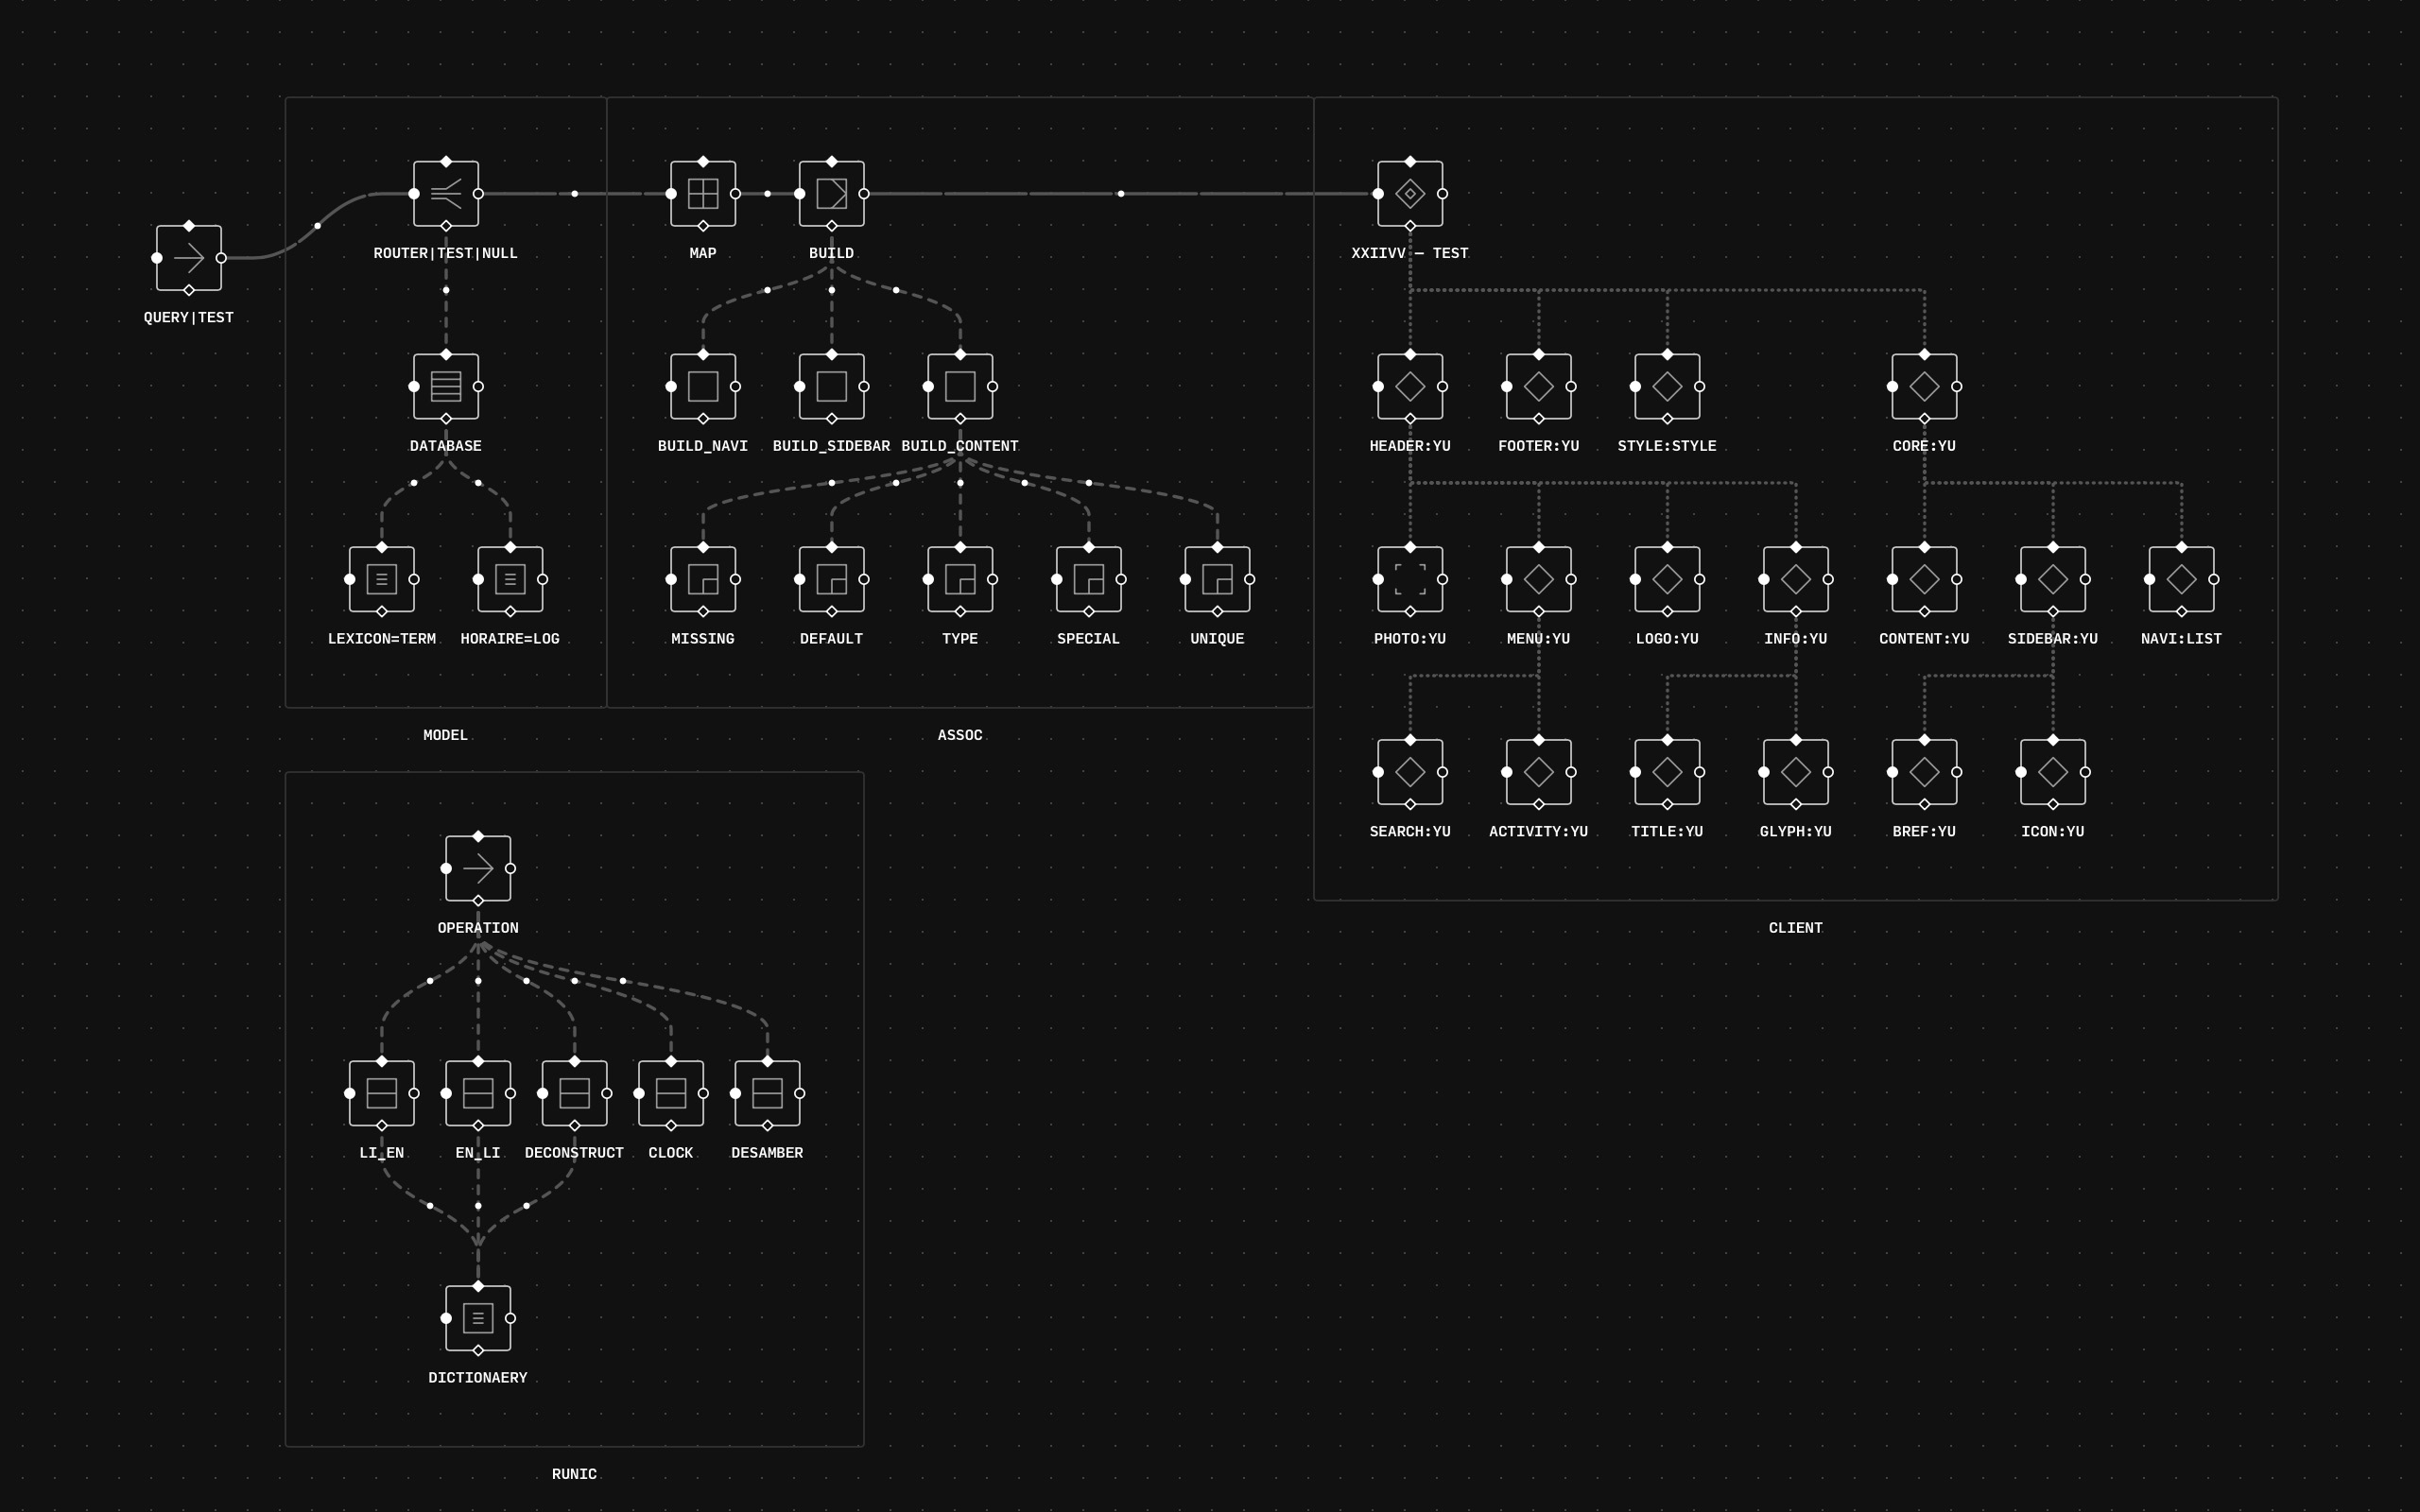 QUERY|TEST
ROUTER|TEST|NULL
DATABASE
LEXICON=TERM
HORAIRE=LOG
MODEL
MAP
BUILD
BUILD_NAVI
BUILD_SIDEBAR
BUILD_CONTENT
MISSING
DEFAULT
TYPE
SPECIAL
UNIQUE
ASSOC
XXIIVV — TEST
HEADER:YU
FOOTER:YU
STYLE:STYLE
CORE:YU
PHOTO:YU
MENU:YU
LOGO:YU
INFO:YU
CONTENT:YU
SIDEBAR:YU
NAVI:LIST
SEARCH:YU
ACTIVITY:YU
TITLE:YU
GLYPH:YU
BREF:YU
ICON:YU
CLIENT
OPERATION
LI_EN
EN_LI
DECONSTRUCT
CLOCK
DESAMBER
DICTIONAERY
RUNIC